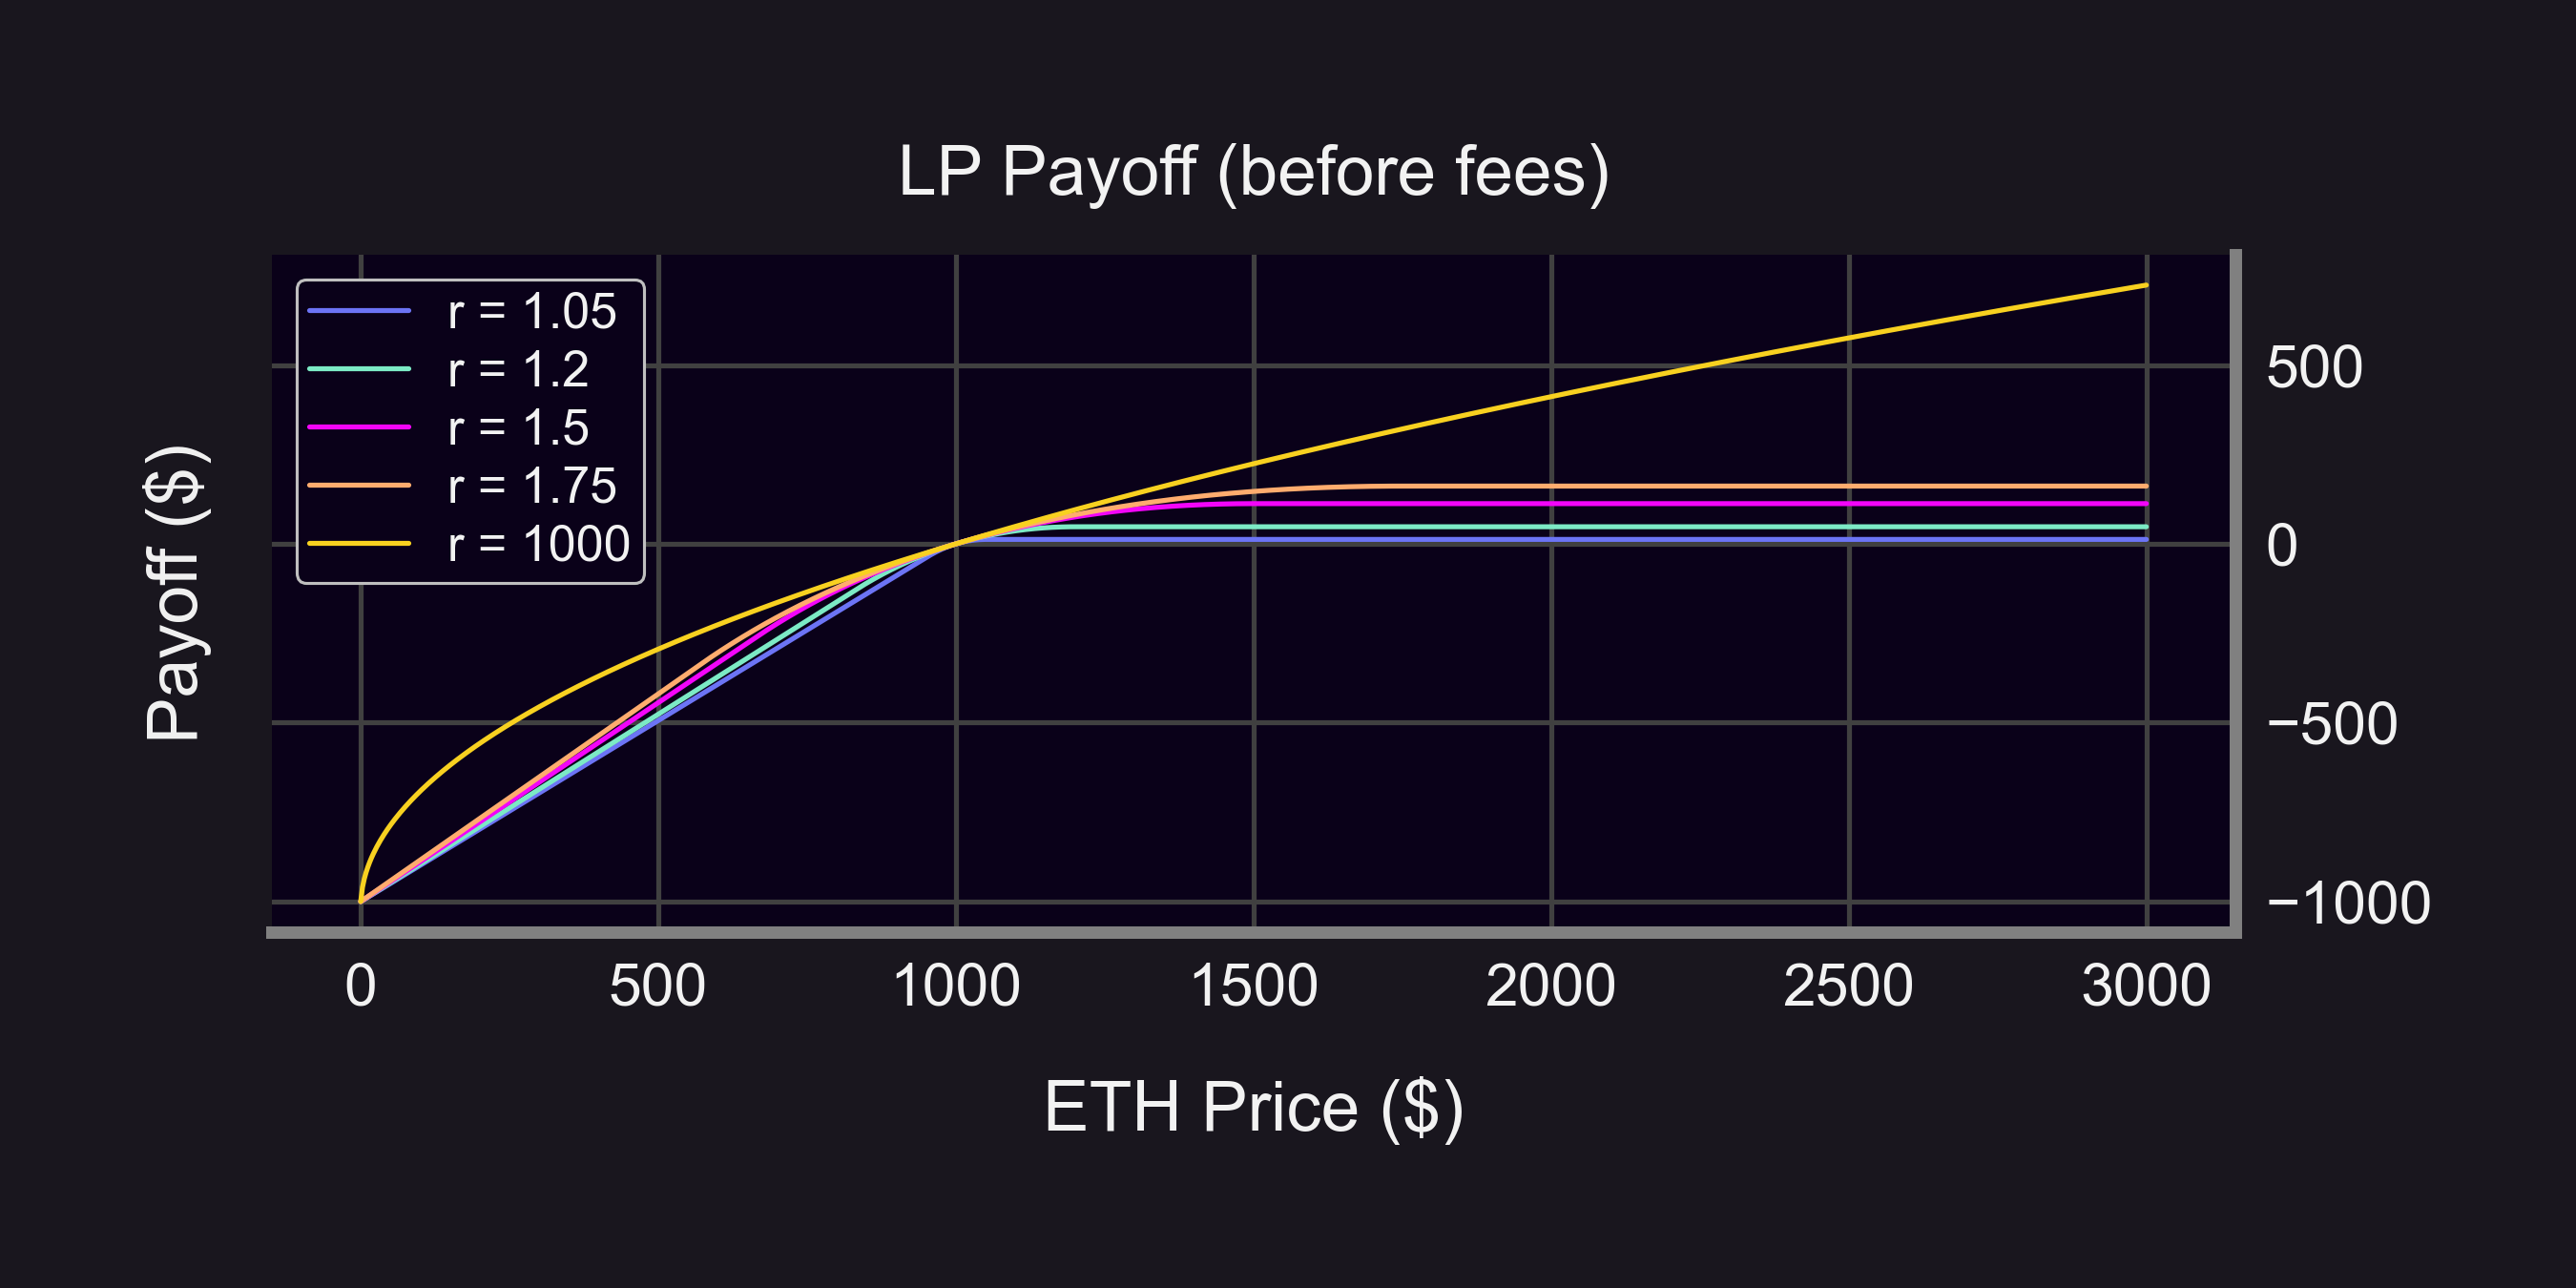 LP Payoff (before fees)
r = 1.05
r = 1.2
r = 1.5
r = 1.75
r = 1000
Payoff ($)
500
0
−500
−1000
0 500 1000 1500 2000 2500 3000
ETH Price ($)